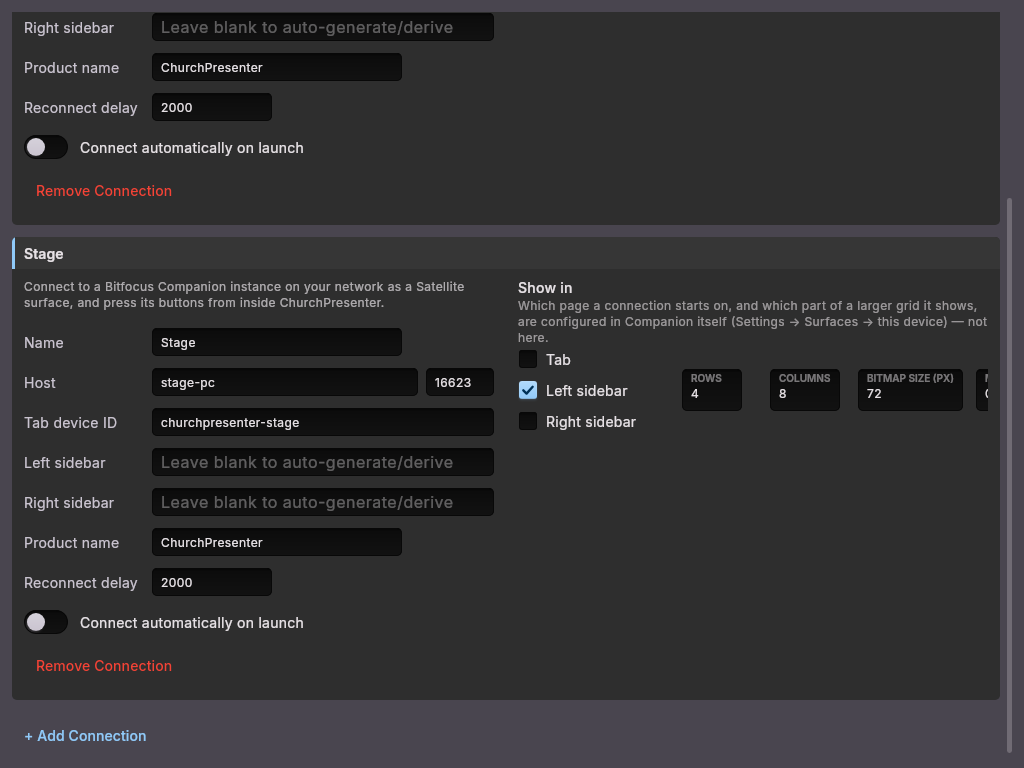 Right sidebar
Leave blank to auto-generate/derive
Product name
ChurchPresenter
Reconnect delay
2000
Connect automatically on launch
Remove Connection
Stage
Connect to a Bitfocus Companion instance on your network as a Satellite
surface, and press its buttons from inside ChurchPresenter.
Name
Stage
Host
stage-pc
16623
Tab device ID
churchpresenter-stage
Left sidebar
Leave blank to auto-generate/derive
Right sidebar
Leave blank to auto-generate/derive
Product name
ChurchPresenter
Reconnect delay
2000
Connect automatically on launch
Remove Connection
Show in
Which page a connection starts on, and which part of a larger grid it shows,
are configured in Companion itself (Settings → Surfaces → this device) — not
here.
Tab
Left sidebar
ROWS
4
COLUMNS
8
BITMAP SIZE (PX)
72
Right sidebar
+ Add Connection